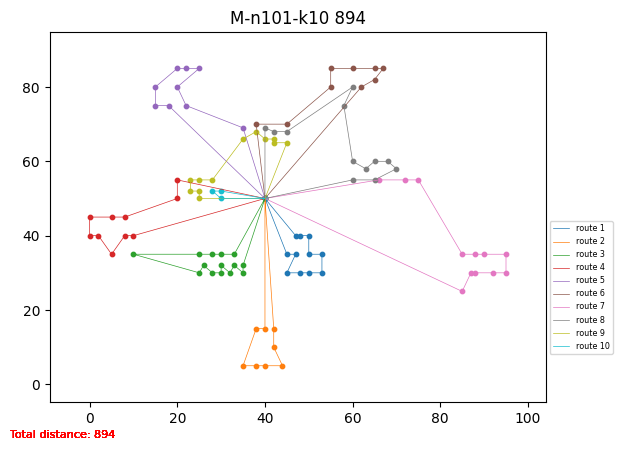 M-n101-k10 894
80
60
40
20
0
0 20 40 60 80 100
route 1
route 2
route 3
route 4
route 5
route 6
route 7
route 8
route 9
route 10
Total distance: 894